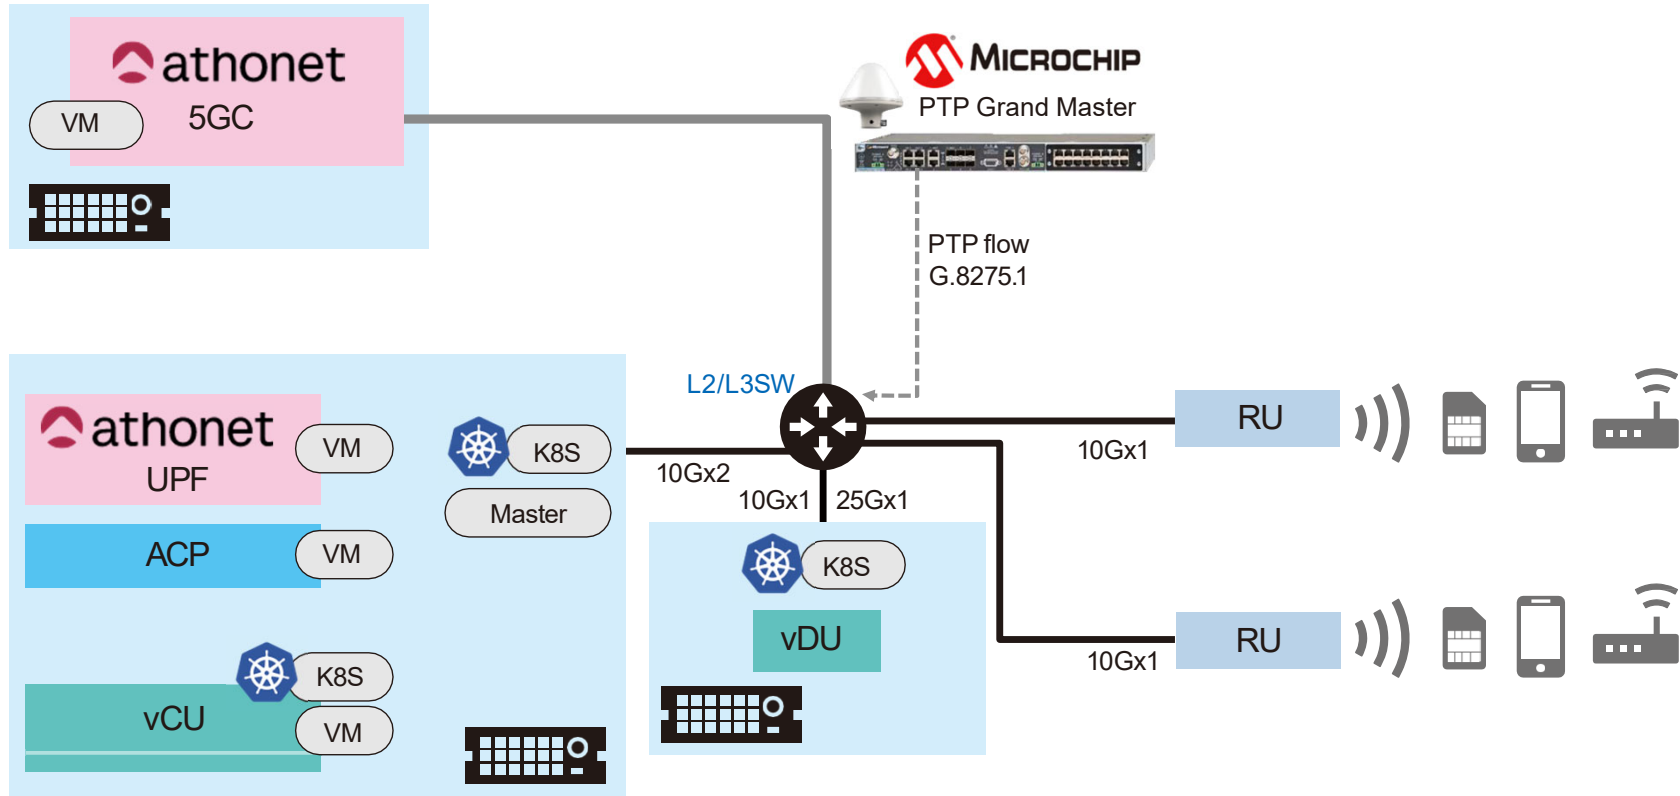 athonet
5GC
VM
MICROCHIP
PTP Grand Master
PTP flow
G.8275.1
L2/L3SW
athonet
UPF
VM
K8S
Master
ACP
VM
K8S
vCU
VM
10Gx2
10Gx1
25Gx1
K8S
vDU
RU
10Gx1
RU
10Gx1